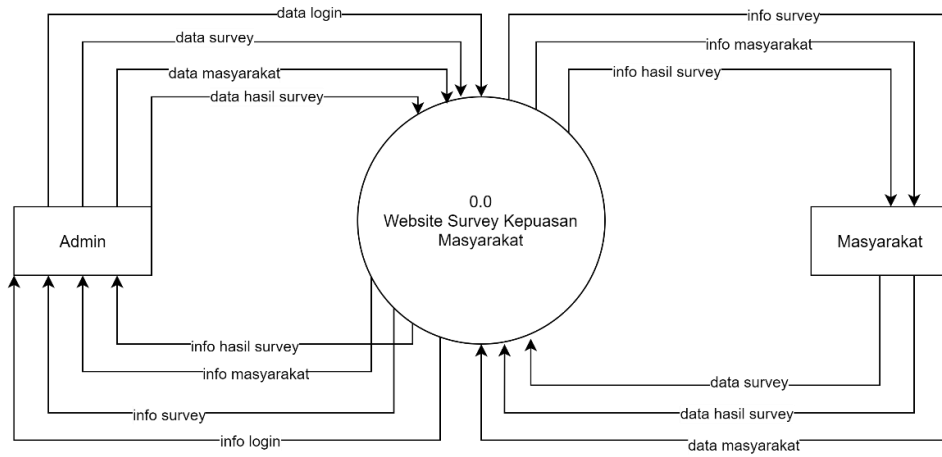 data login
info survey
data survey
info masyarakat
data masyarakat
info hasil survey
data hasil survey
0.0
Website Survey Kepuasan
Masyarakat
Admin
Masyarakat
info hasil survey
info masyarakat
data survey
info survey
data hasil survey
info login
data masyarakat